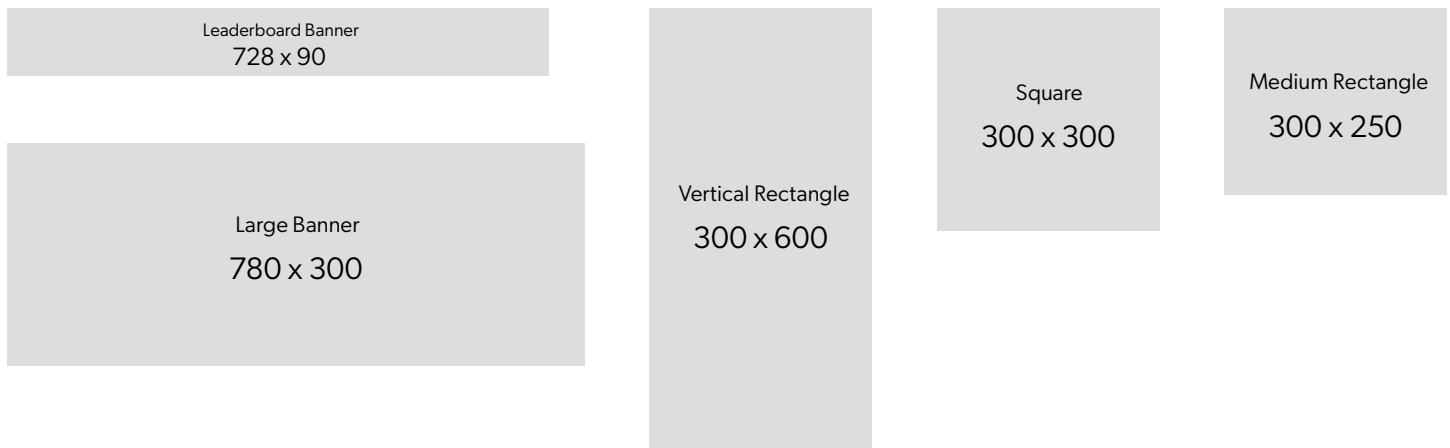 Leaderboard Banner
728 x 90
Large Banner
780 x 300
Vertical Rectangle
300 x 600
Square
300 x 300
Medium Rectangle
300 x 250